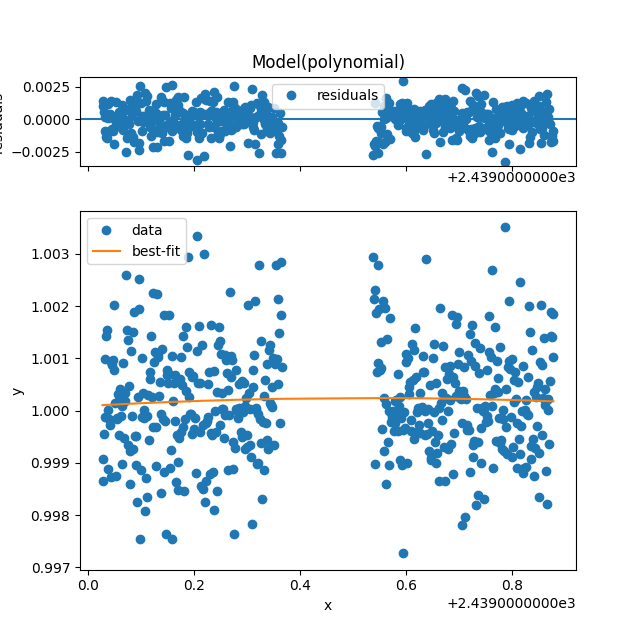 Model(polynomial)
0.0025
0.0000
−0.0025
residuals
+2.4390000000e3
1.003
1.002
1.001
1.000
0.999
0.998
0.997
y
data
best-fit
0.0
0.2
0.4
0.6
0.8
x
+2.4390000000e3